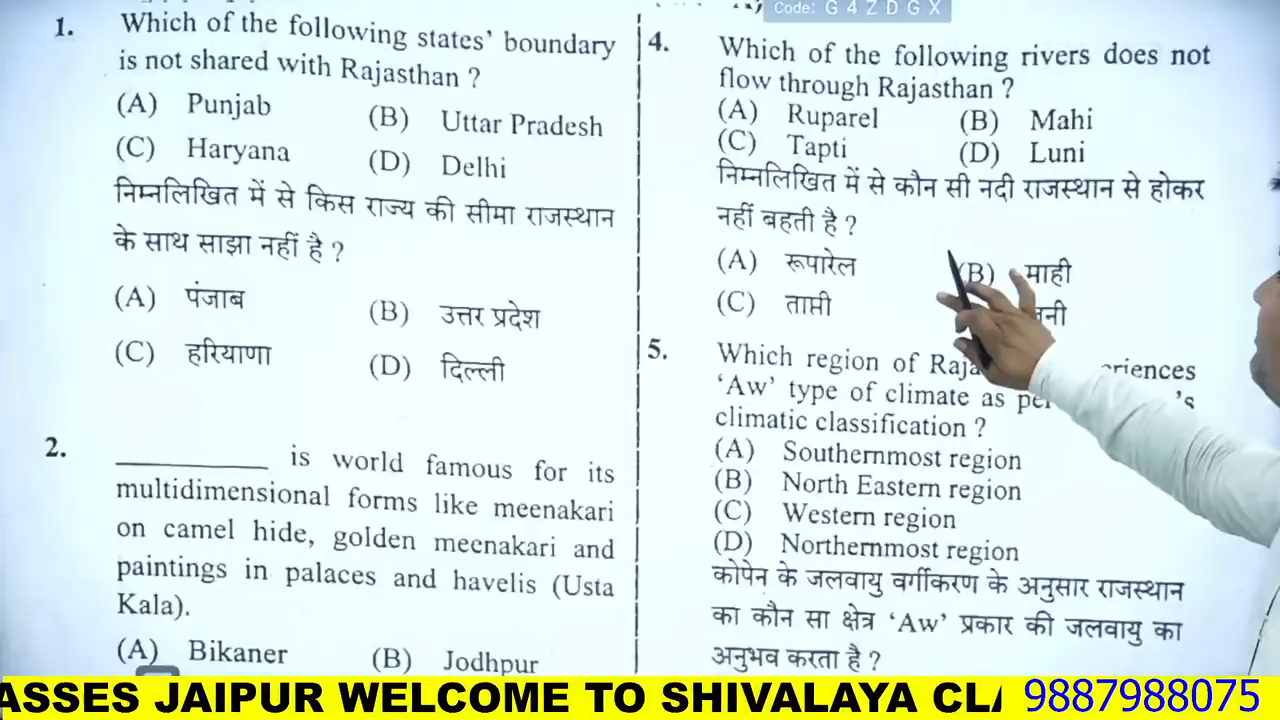 Code: G 4 Z D G X
1. Which of the following states' boundary
is not shared with Rajasthan ?
(A) Punjab (B) Uttar Pradesh
(C) Haryana (D) Delhi
निम्नलिखित में से किस राज्य की सीमा राजस्थान
के साथ साझा नहीं है ?
(A) पंजाब (B) उत्तर प्रदेश
(C) हरियाणा (D) दिल्ली
2. __________ is world famous for its
multidimensional forms like meenakari
on camel hide, golden meenakari and
paintings in palaces and havelis (Usta
Kala).
(A) Bikaner (B) Jodhpur
4. Which of the following rivers does not
flow through Rajasthan ?
(A) Ruparel (B) Mahi
(C) Tapti (D) Luni
निम्नलिखित में से कौन सी नदी राजस्थान से होकर
नहीं बहती है ?
(A) रूपारेल (B) माही
(C) ताप्ती
5. Which region of
'Aw' type of climate as
climatic classification ?
(A) Southernmost region
(B) North Eastern region
(C) Western region
(D) Northernmost region
कोपेन के जलवायु वर्गीकरण के अनुसार राजस्थान
का कौन सा क्षेत्र 'Aw' प्रकार की जलवायु का
अनुभव करता है ?
ASSES JAIPUR WELCOME TO SHIVALAYA CLA 9887988075